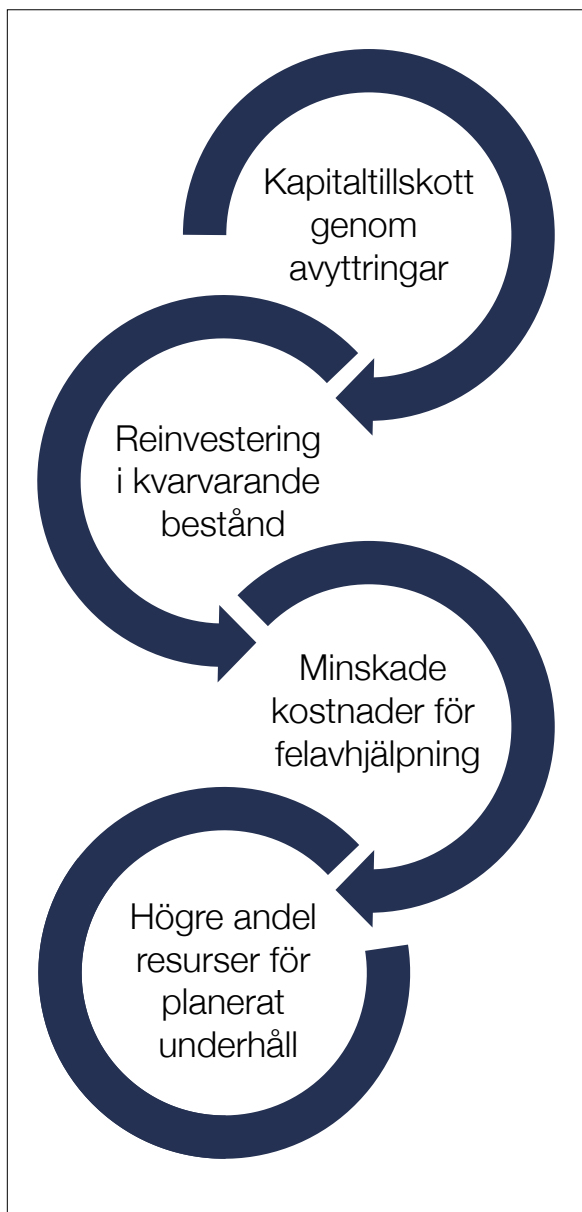 Kapitaltillskott
genom
avyttringar
Reinvestering
i kvarvarande
bestånd
Minskade
kostnader för
felavhjälpning
Högre andel
resurser för
planerat
underhåll